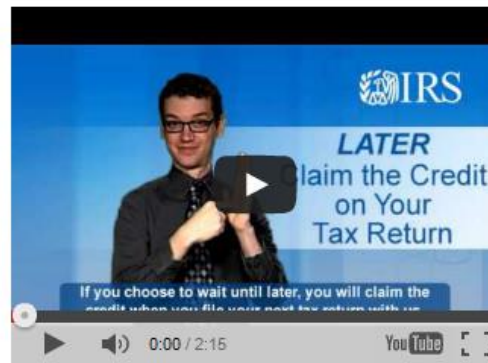 IRS
LATER
Claim the Credit
on Your
Tax Return
If you choose to wait until later, you will claim the
credit when you file your next tax return with us
0:00 / 2:15
YouTube